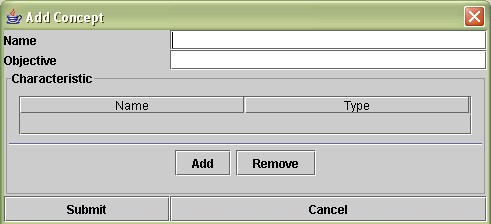 Add Concept
Name
Objective
Characteristic
Name Type
Add Remove
Submit Cancel